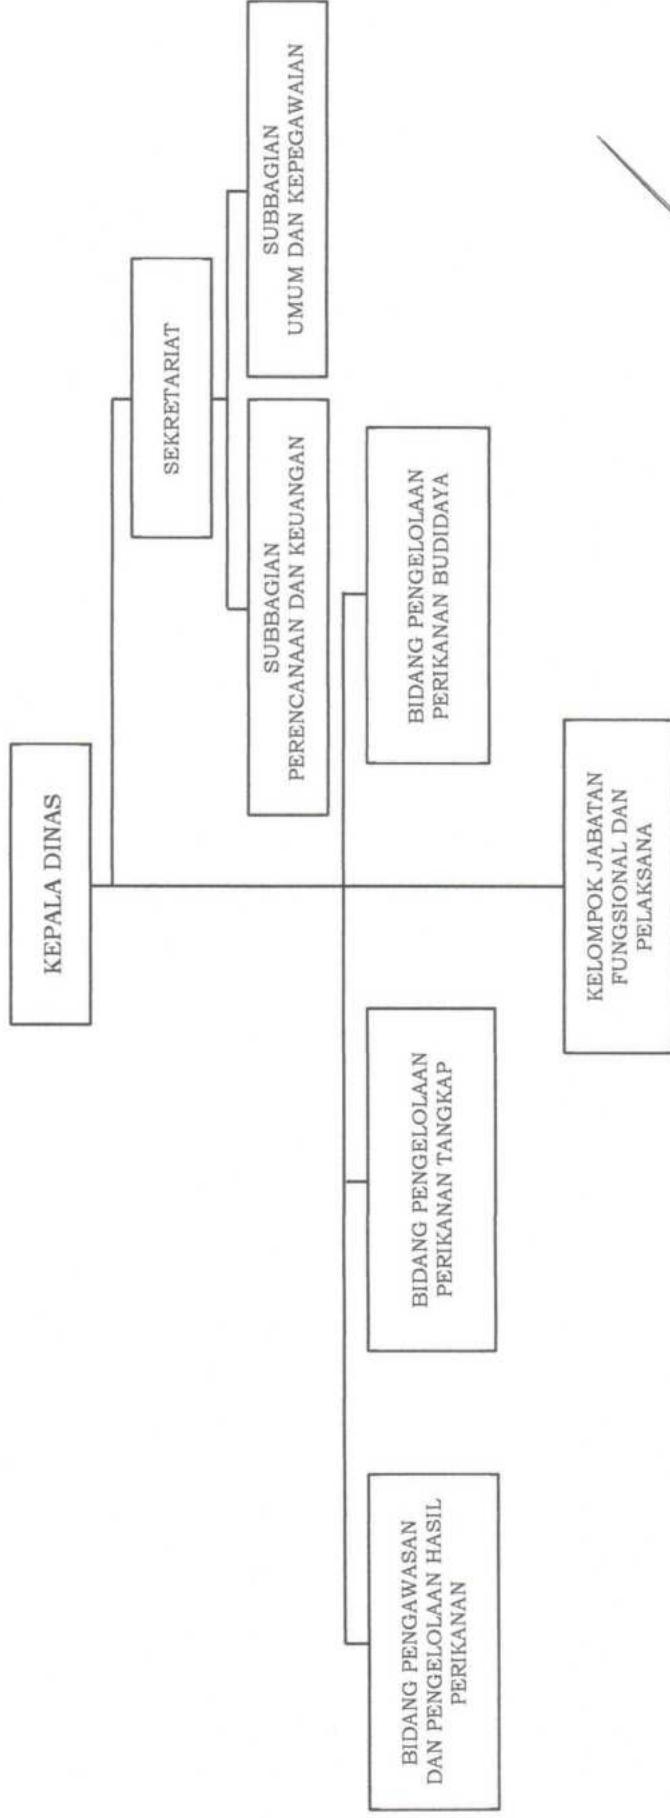 KEPALA DINAS
SEKRETARIAT
SUBBAGIAN
PERENCANAAN DAN KEUANGAN
SUBBAGIAN
UMUM DAN KEPEGAWAIAN
BIDANG PENGAWASAN
DAN PENGELOLAAN HASIL
PERIKANAN
BIDANG PENGELOLAAN
PERIKANAN TANGKAP
BIDANG PENGELOLAAN
PERIKANAN BUDIDAYA
KELOMPOK JABATAN
FUNGSIONAL DAN
PELAKSANA